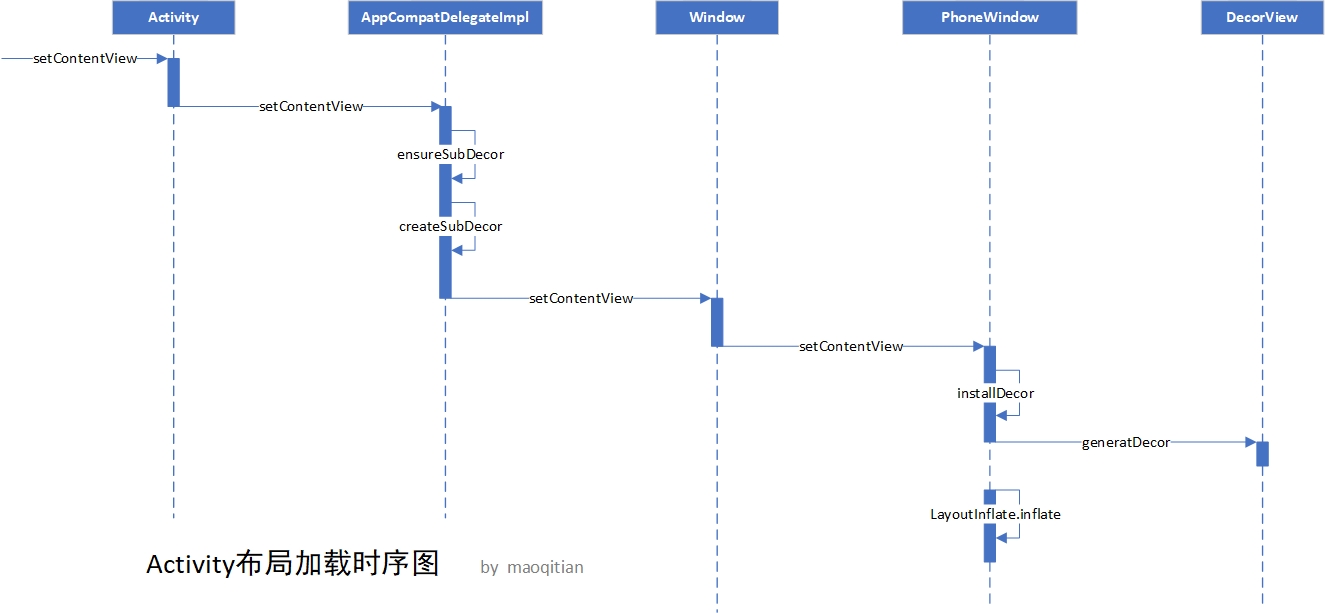 Activity
AppCompatDelegateImpl
Window
PhoneWindow
DecorView
setContentView
setContentView
ensureSubDecor
createSubDecor
setContentView
setContentView
installDecor
generatDecor
LayoutInflate.inflate
Activity布局加载时序图
by maoqitian